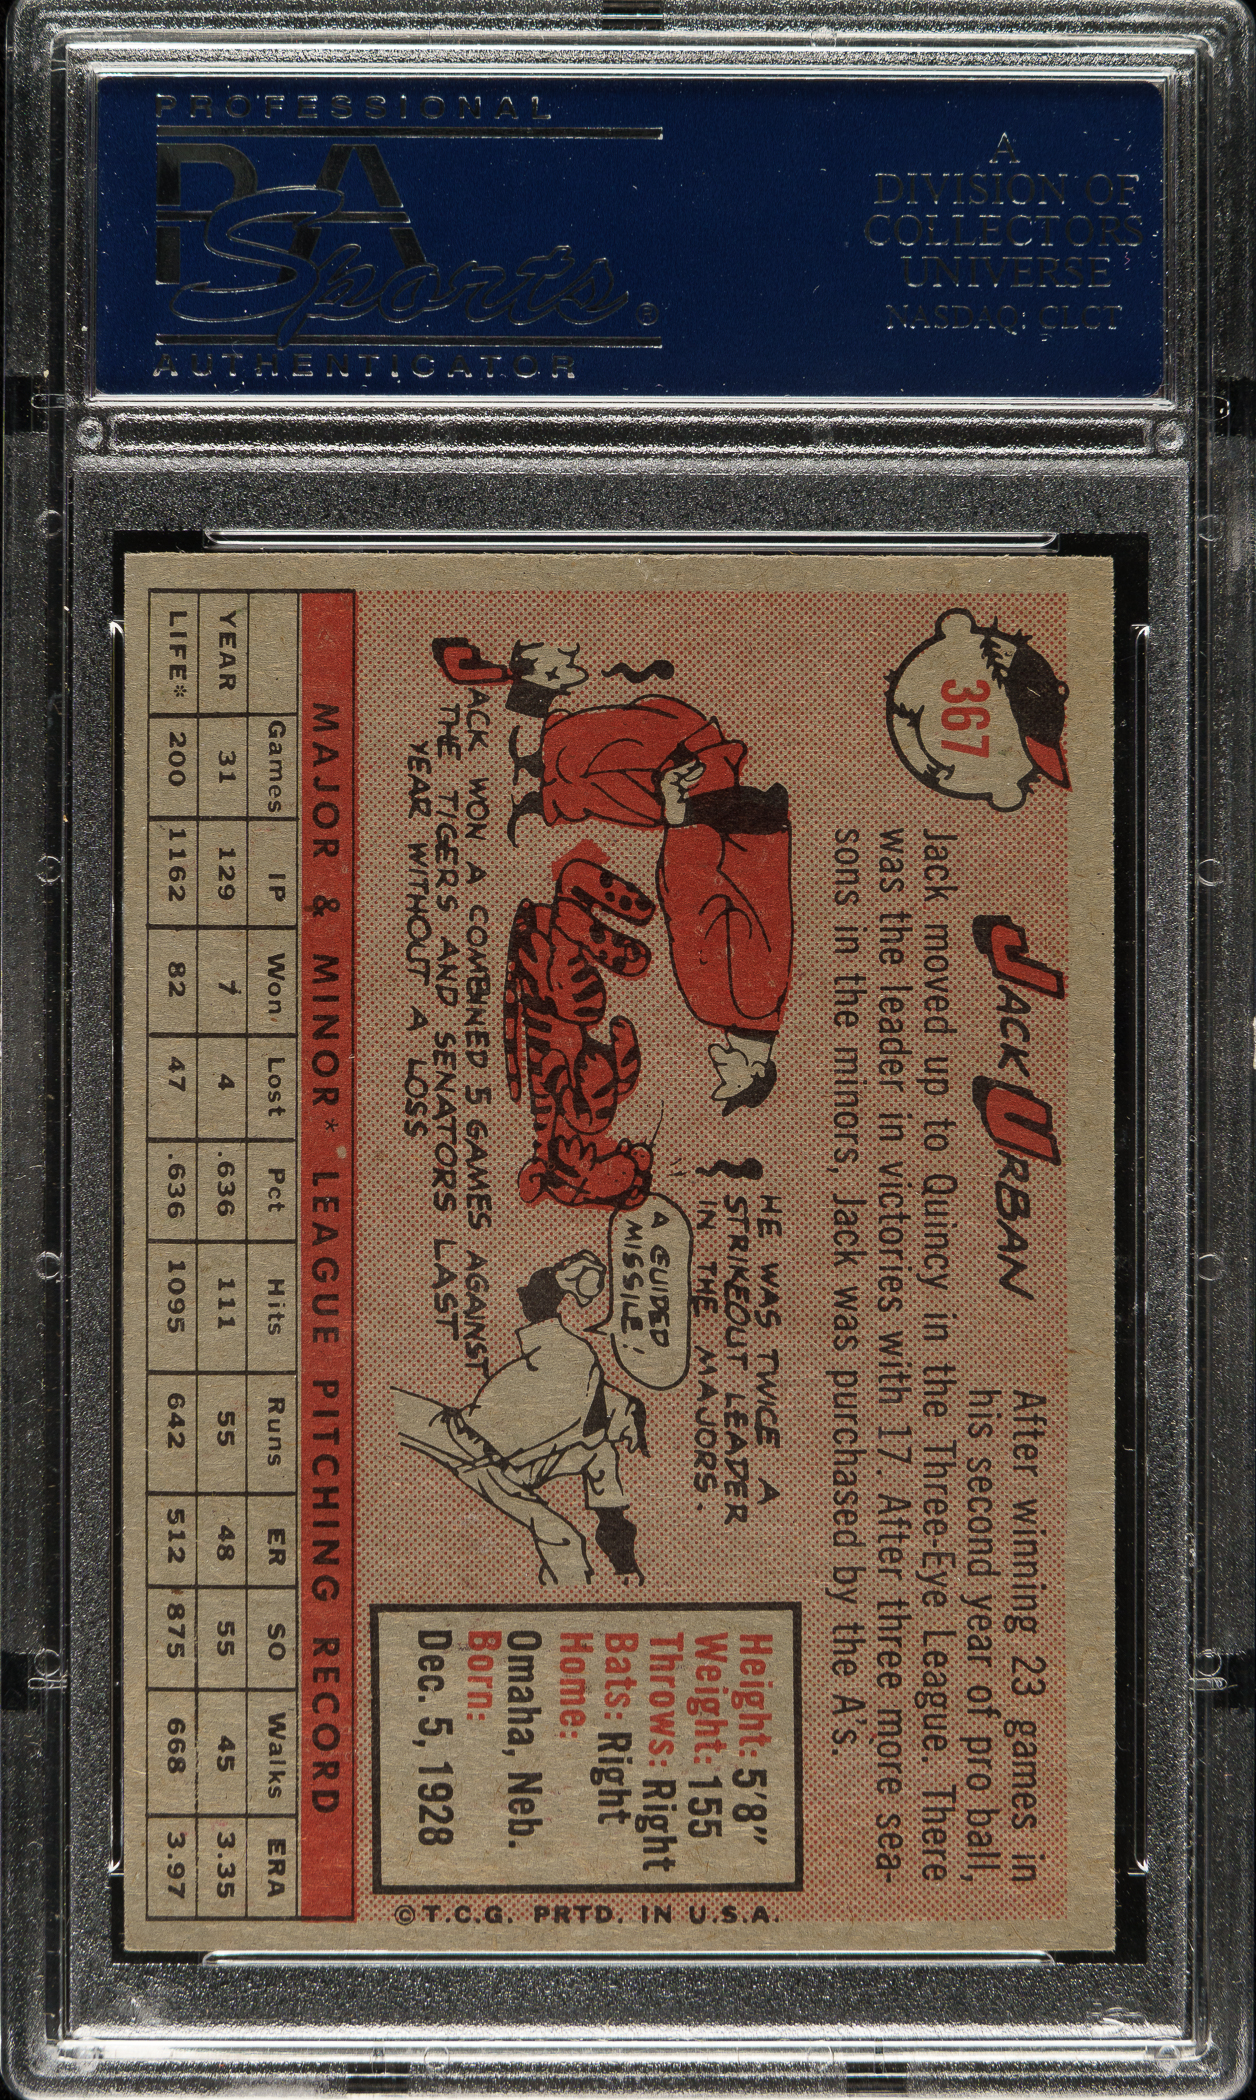 PROFESSIONAL
PSA
Sports®
AUTHENTICATOR
A
DIVISION OF
COLLECTORS
UNIVERSE
NASDAQ: CLCT
367
JACK URBAN
After winning 23 games in
his second year of pro ball,
Jack moved up to Quincy in the Three-Eye League. There
was the leader in victories with 17. After three more sea-
sons in the minors, Jack was purchased by the A's.
HE WAS TWICE A
STRIKEOUT LEADER
IN THE MAJORS.
A GUIDED
MISSILE!
JACK WON A COMBINED 5 GAMES AGAINST
THE TIGERS AND SENATORS LAST
YEAR WITHOUT A LOSS
Height: 5'8"
Weight: 155
Throws: Right
Bats: Right
Home:
Omaha, Neb.
Born:
Dec. 5, 1928
©T.C.G. PRTD. IN U.S.A.
MAJOR & MINOR* LEAGUE PITCHING RECORD
Games IP Won Lost Pct Hits Runs ER SO Walks ERA
YEAR 31 129 7 4 .636 111 55 48 55 45 3.35
LIFE* 200 1162 82 47 .636 1095 642 512 875 668 3.97